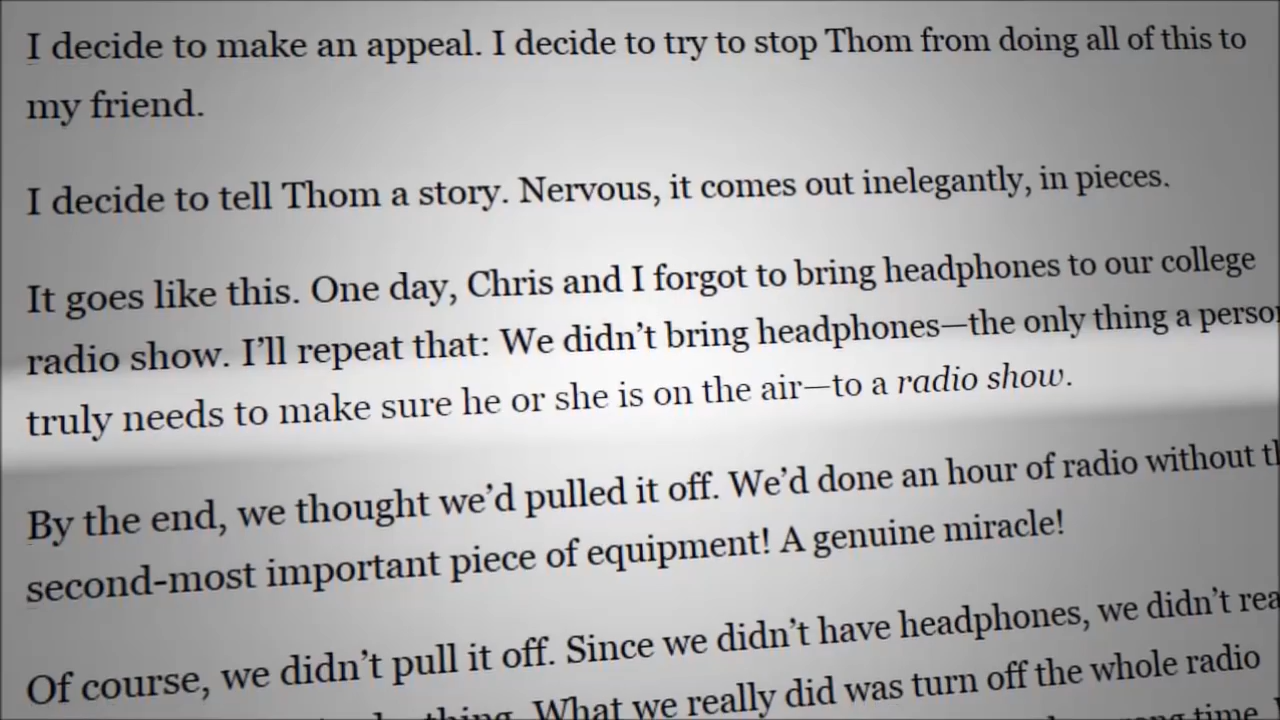 I decide to make an appeal. I decide to try to stop Thom from doing all of this to
my friend.
I decide to tell Thom a story. Nervous, it comes out inelegantly, in pieces.
It goes like this. One day, Chris and I forgot to bring headphones to our college
radio show. I’ll repeat that: We didn’t bring headphones—the only thing a
truly needs to make sure he or she is on the air—to a radio show.
By the end, we thought we’d pulled it off. We’d done an hour of radio without
second-most important piece of equipment! A genuine miracle!
Of course, we didn’t pull it off. Since we didn’t have headphones, we didn’t
thing. What we really did was turn off the whole radio
time.